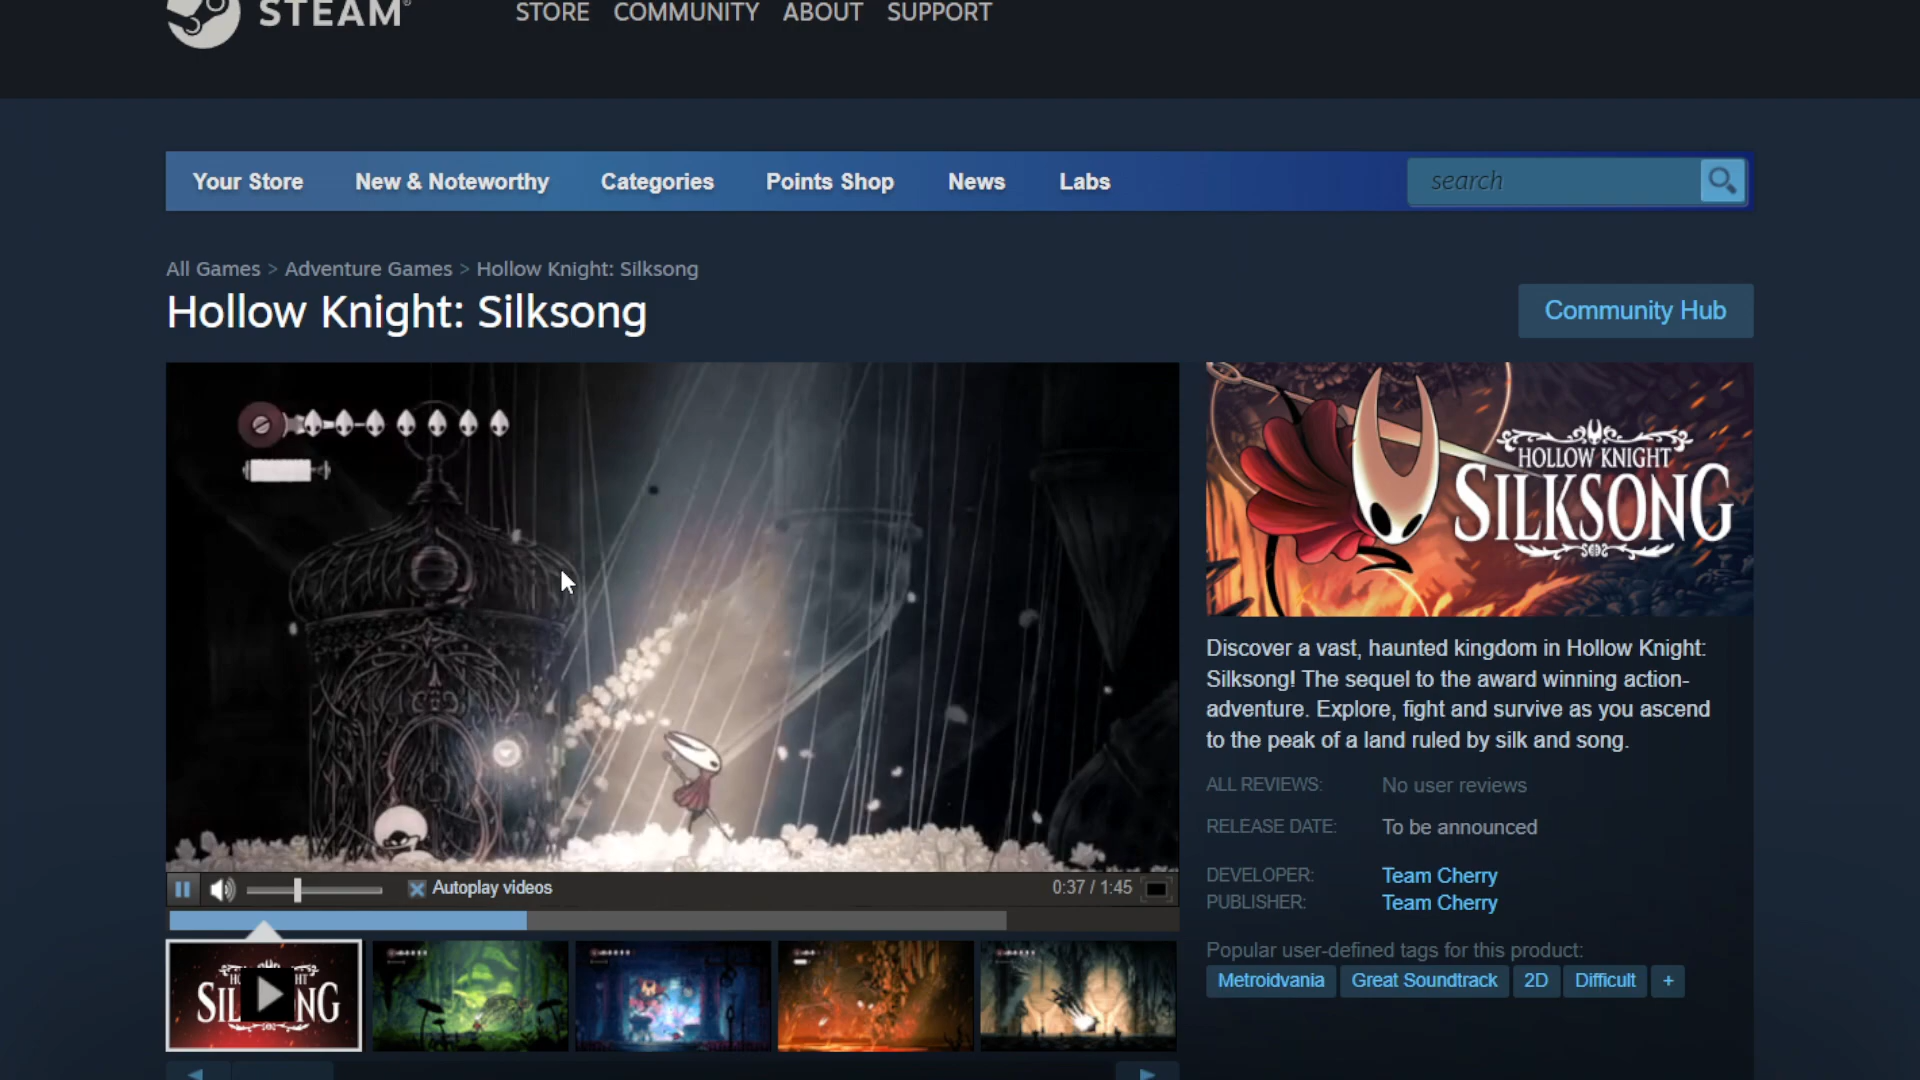 STEAM®
STORE COMMUNITY ABOUT SUPPORT
Your Store New & Noteworthy Categories Points Shop News Labs
search
All Games > Adventure Games > Hollow Knight: Silksong
Hollow Knight: Silksong
Community Hub
HOLLOW KNIGHT
SILKSONG
Discover a vast, haunted kingdom in Hollow Knight:
Silksong! The sequel to the award winning action-
adventure. Explore, fight and survive as you ascend
to the peak of a land ruled by silk and song.
ALL REVIEWS: No user reviews
RELEASE DATE: To be announced
DEVELOPER: Team Cherry
PUBLISHER: Team Cherry
Popular user-defined tags for this product:
Metroidvania Great Soundtrack 2D Difficult +
Autoplay videos
0:37 / 1:45